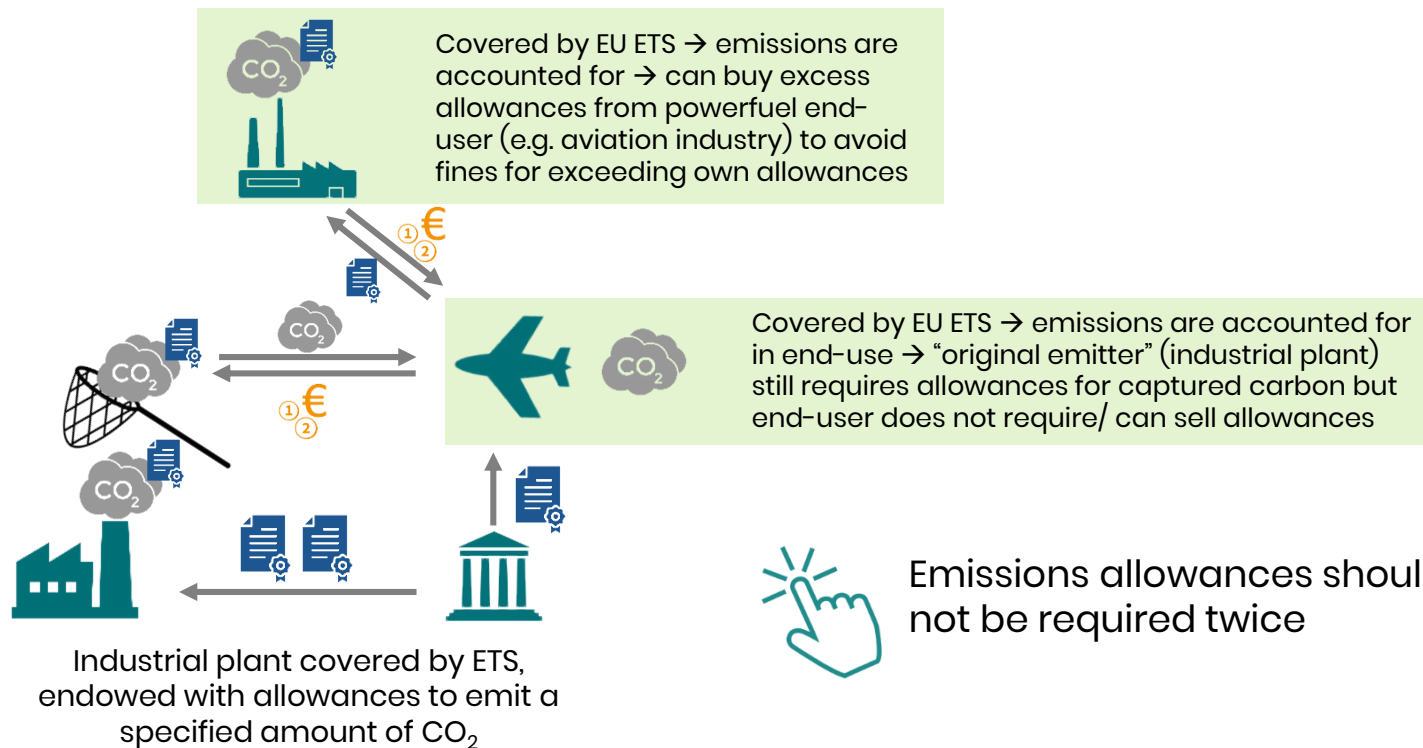 Covered by EU ETS → emissions are
accounted for → can buy excess
allowances from powerfuel end-
user (e.g. aviation industry) to avoid
fines for exceeding own allowances
CO₂
① €
②
CO₂
CO₂
① €
②
Covered by EU ETS → emissions are accounted for
in end-use → “original emitter” (industrial plant)
still requires allowances for captured carbon but
end-user does not require/ can sell allowances
CO₂
CO₂
Emissions allowances shoul
not be required twice
Industrial plant covered by ETS,
endowed with allowances to emit a
specified amount of CO₂